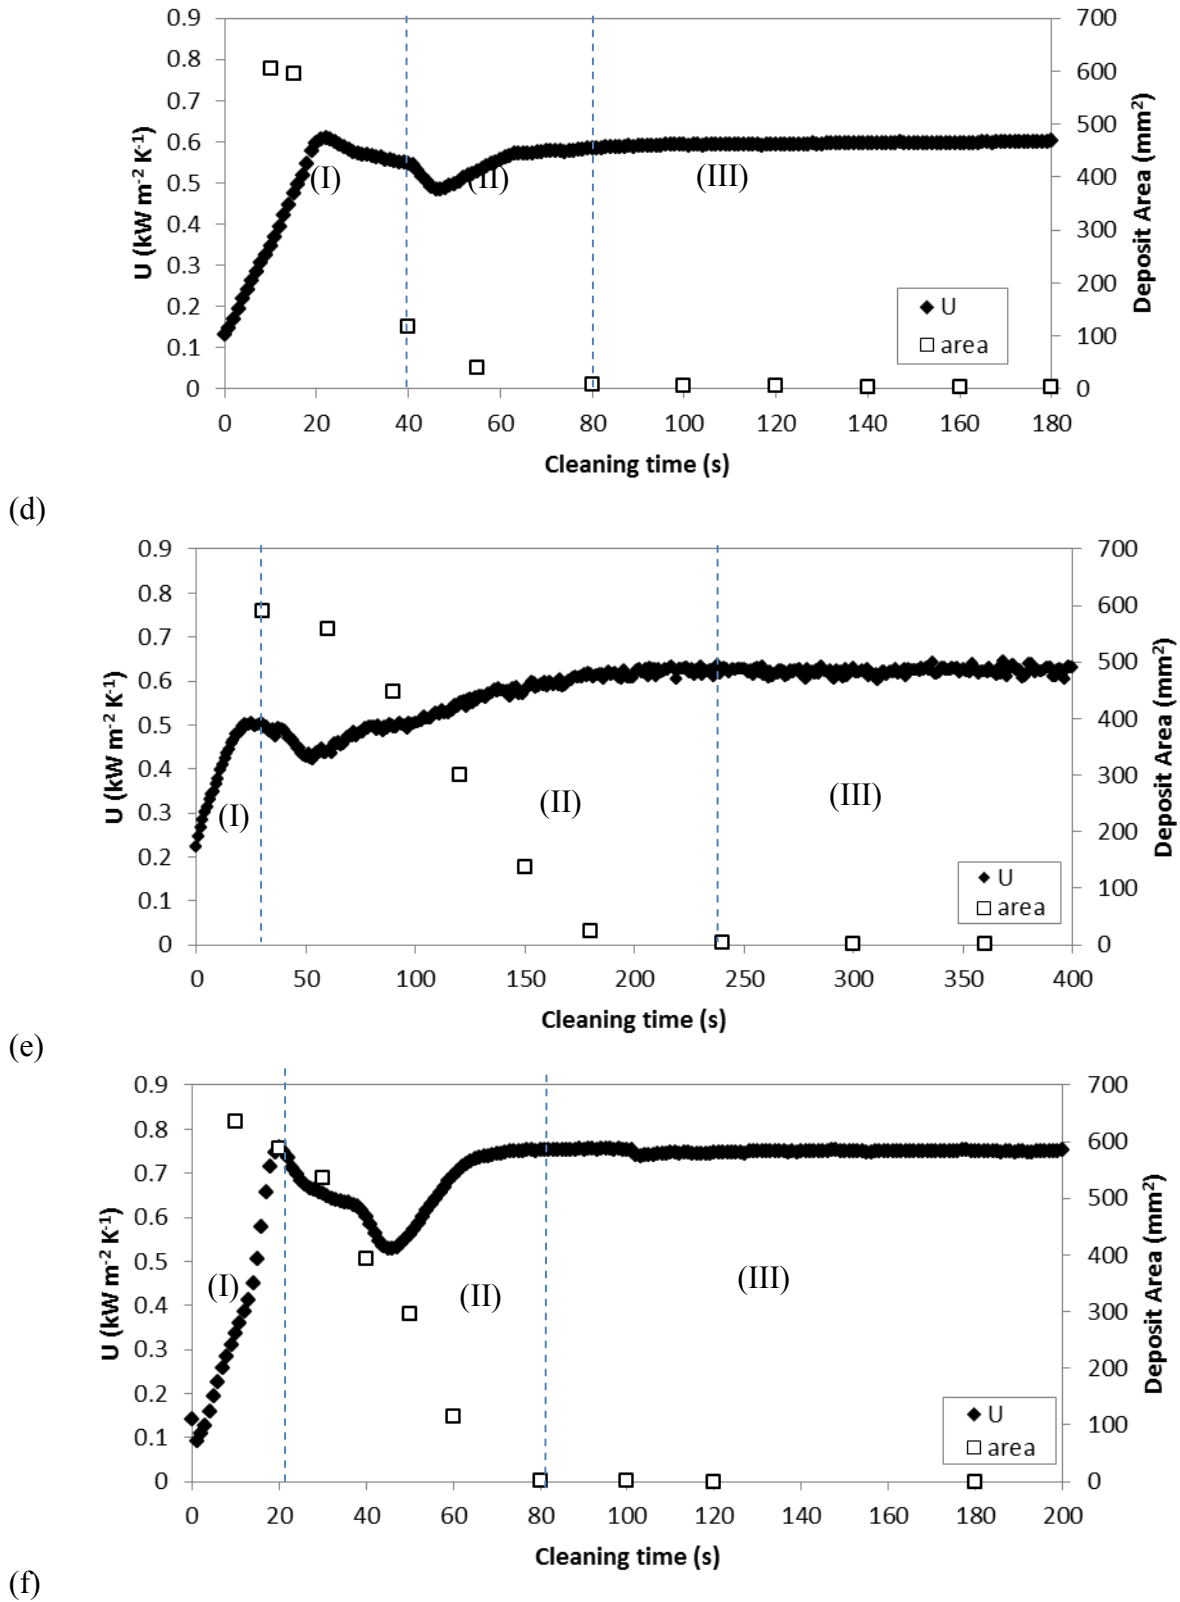 0.9
0.8
0.7
0.6
0.5
0.4
0.3
0.2
0.1
0
U (kW m-2 K-1)
700
600
500
400
300
200
100
0
Deposit Area (mm2)
(I)
(II)
(III)
U
area
0 20 40 60 80 100 120 140 160 180
Cleaning time (s)
(d)
0.9
0.8
0.7
0.6
0.5
0.4
0.3
0.2
0.1
0
U (kW m-2 K-1)
700
600
500
400
300
200
100
0
Deposit Area (mm2)
(I)
(II)
(III)
U
area
0 50 100 150 200 250 300 350 400
Cleaning time (s)
(e)
0.9
0.8
0.7
0.6
0.5
0.4
0.3
0.2
0.1
0
U (kW m-2 K-1)
700
600
500
400
300
200
100
0
Deposit Area (mm2)
(I)
(II)
(III)
U
area
0 20 40 60 80 100 120 140 160 180 200
Cleaning time (s)
(f)